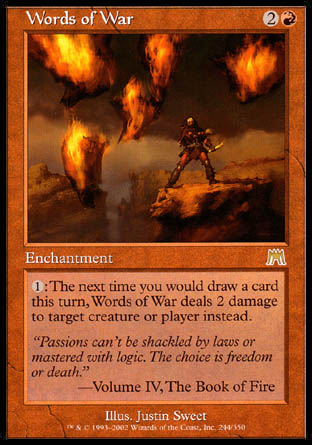 Words of War 2
Enchantment
1:The next time you would draw a card
this turn, Words of War deals 2 damage
to target creature or player instead.
"Passions can't be shackled by laws or
mastered with logic. The choice is freedom
or death."
—Volume IV, The Book of Fire
Illus. Justin Sweet
™ & © 1993-2002 Wizards of the Coast, Inc. 244/350